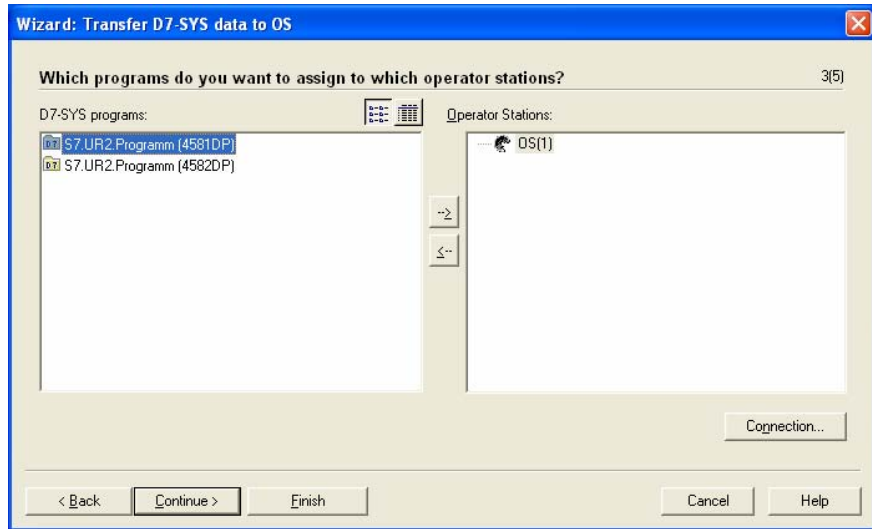 Wizard: Transfer D7-SYS data to OS
Which programs do you want to assign to which operator stations?
3(5)
D7-SYS programs:
Operator Stations:
D7 S7.UR2.Programm (4581DP)
D7 S7.UR2.Programm (4582DP)
OS(1)
-->
<--
Connection...
< Back
Continue >
Finish
Cancel
Help